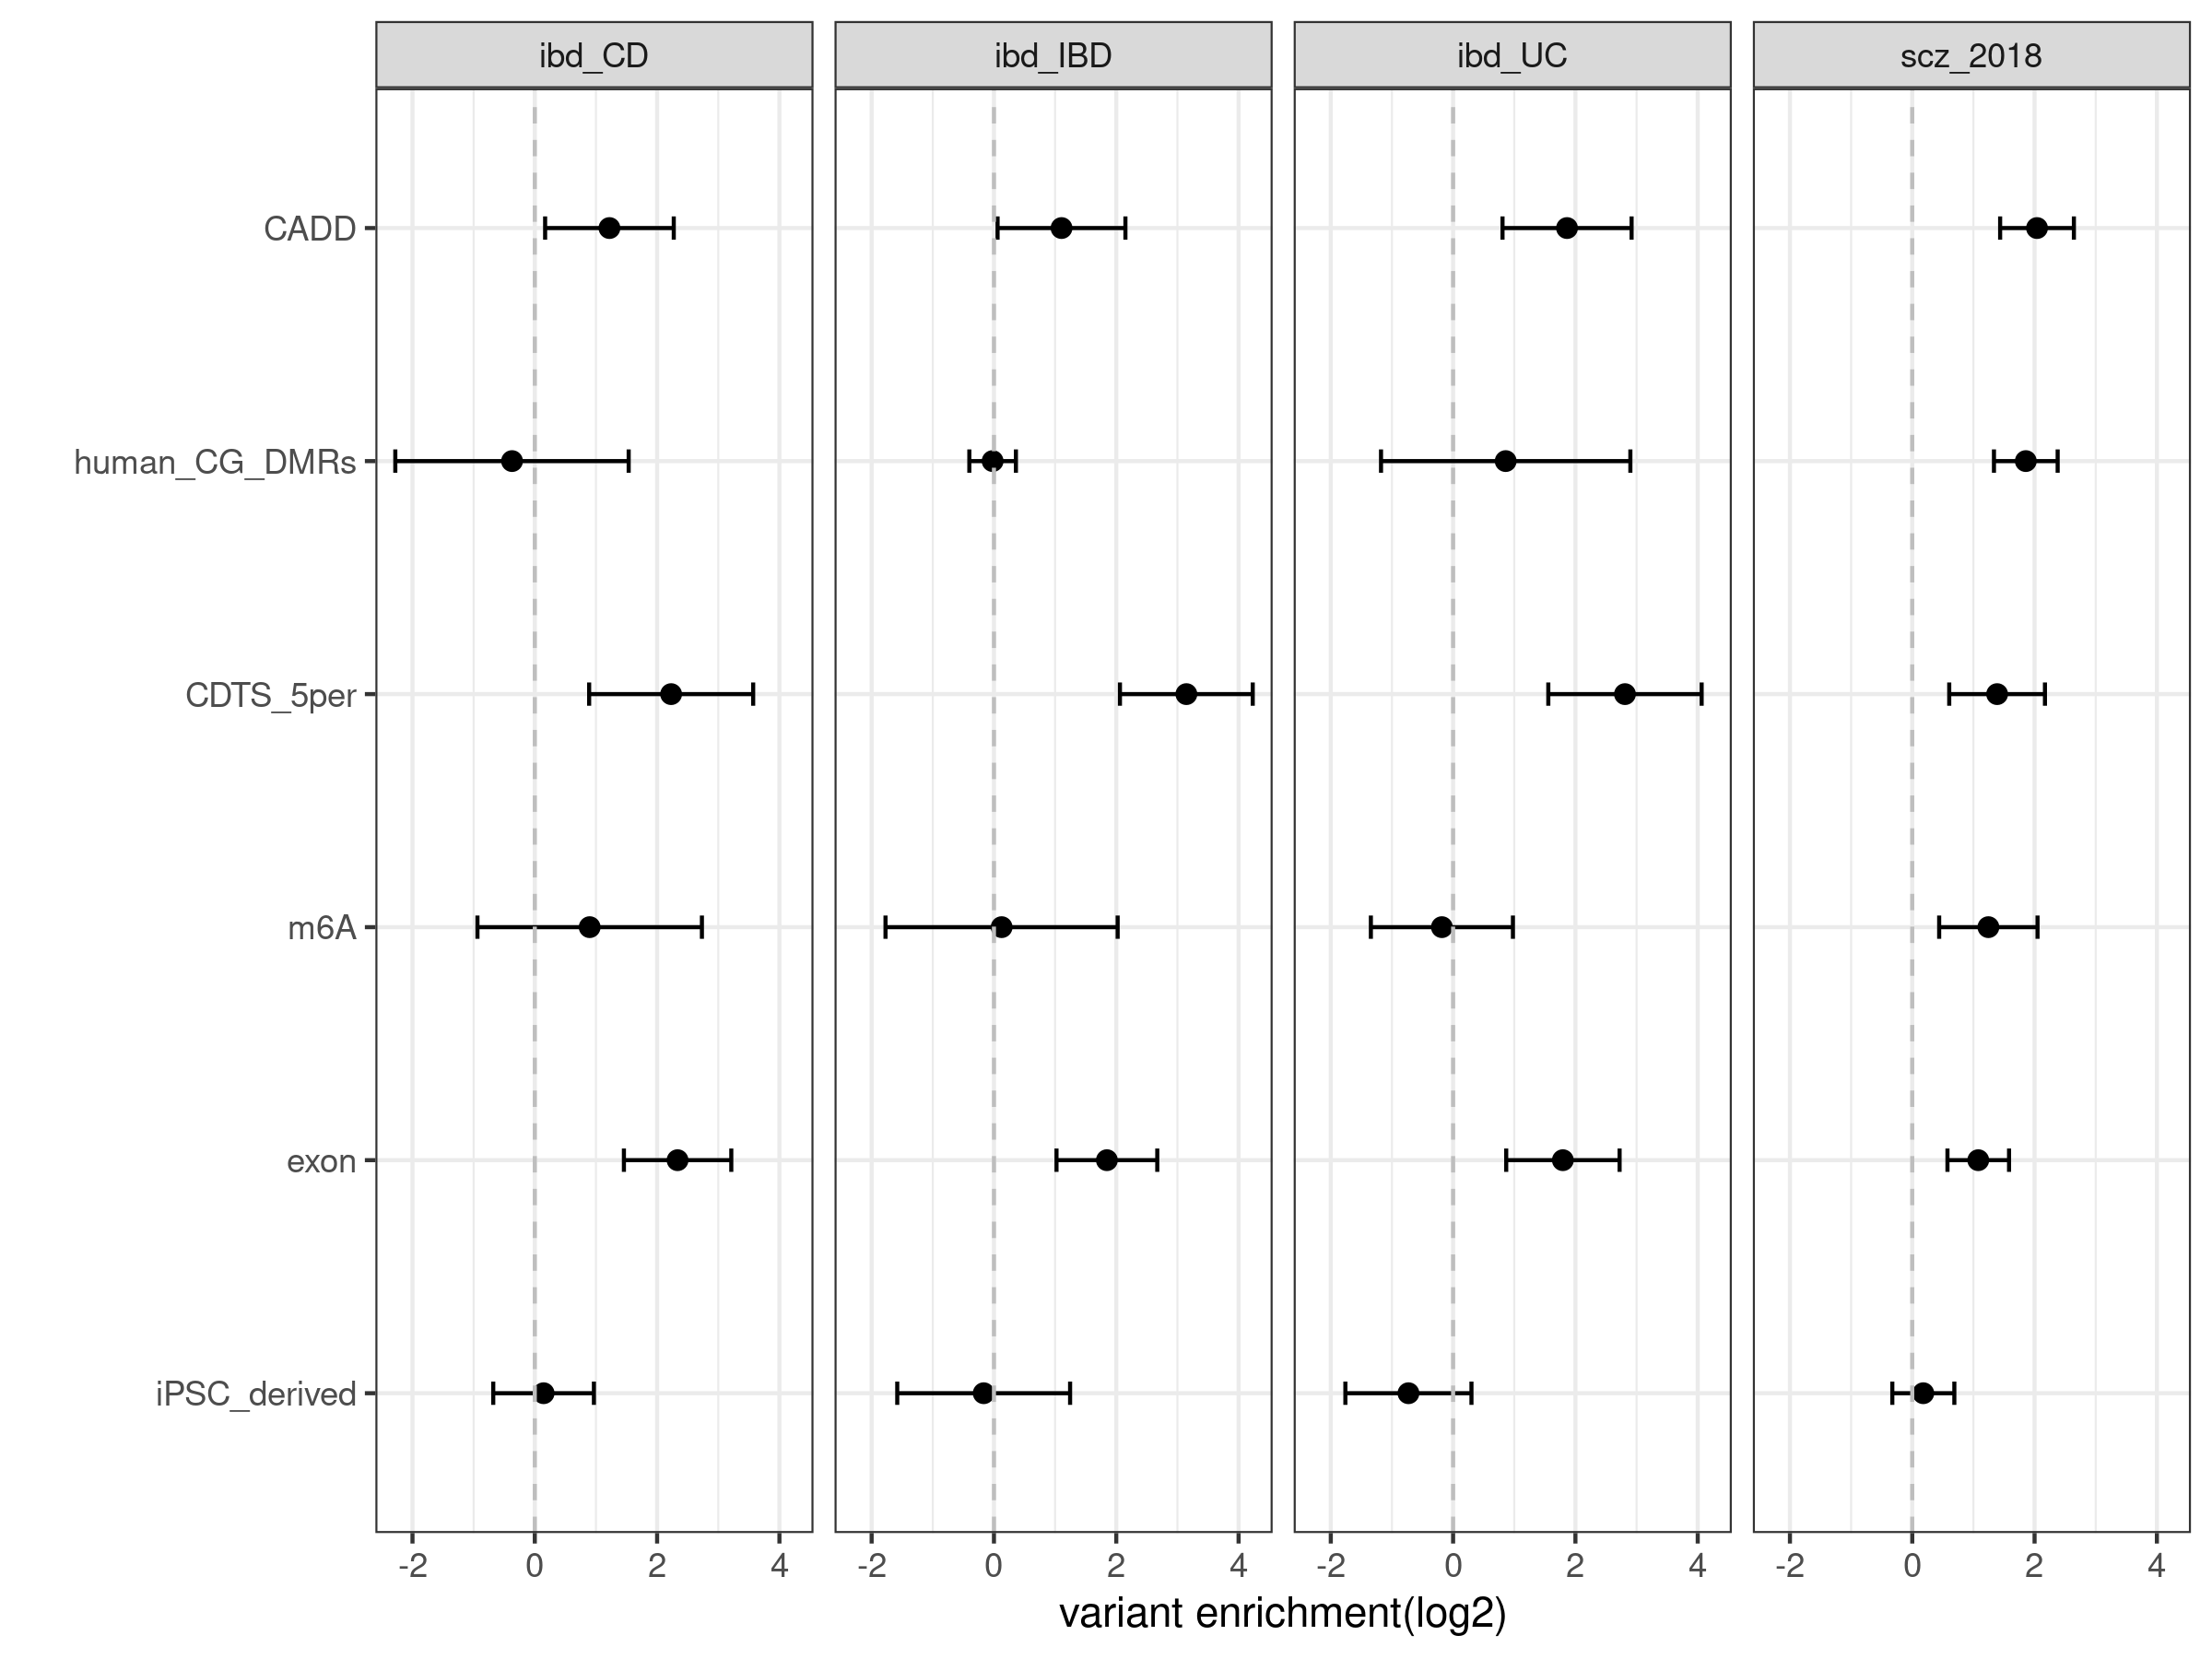 ibd_CD ibd_IBD ibd_UC scz_2018
CADD
human_CG_DMRs
CDTS_5per
m6A
exon
iPSC_derived
-2 0 2 4 -2 0 2 4 -2 0 2 4 -2 0 2 4
variant enrichment(log2)